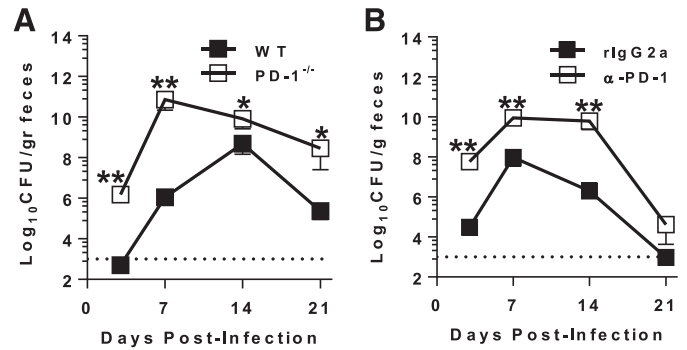 A
WT
PD-1-/-
Log10CFU/gr feces
14
12
10
8
6
4
2
**
**
*
*
0
7
14
21
Days Post-Infection
B
rIgG2a
α-PD-1
Log10CFU/g feces
14
12
10
8
6
4
2
**
**
**
0
7
14
21
Days Post-Infection